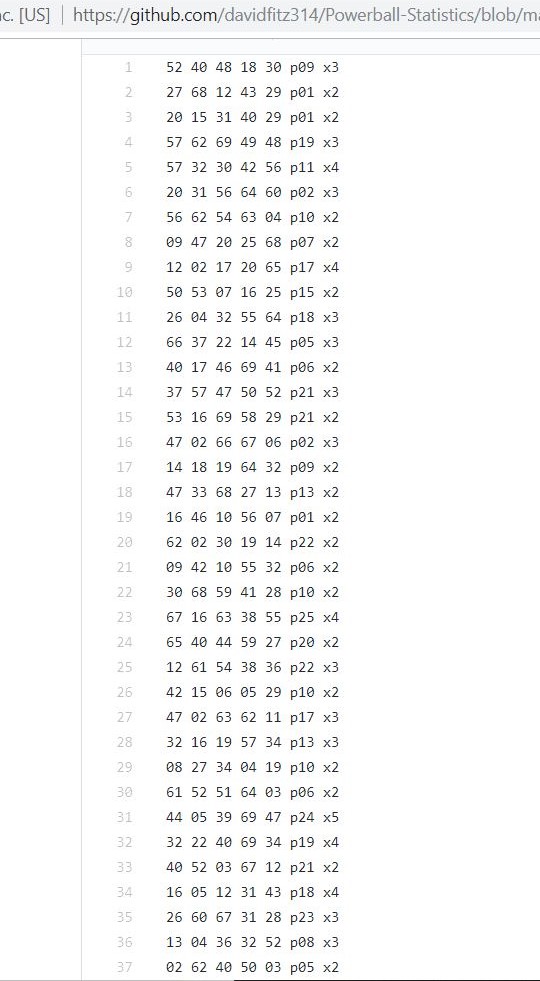 nc. [US] | https://github.com/davidfitz314/Powerball-Statistics/blob/ma
1 52 40 48 18 30 p09 x3
2 27 68 12 43 29 p01 x2
3 20 15 31 40 29 p01 x2
4 57 62 69 49 48 p19 x3
5 57 32 30 42 56 p11 x4
6 20 31 56 64 60 p02 x3
7 56 62 54 63 04 p10 x2
8 09 47 20 25 68 p07 x2
9 12 02 17 20 65 p17 x4
10 50 53 07 16 25 p15 x2
11 26 04 32 55 64 p18 x3
12 66 37 22 14 45 p05 x3
13 40 17 46 69 41 p06 x2
14 37 57 47 50 52 p21 x3
15 53 16 69 58 29 p21 x2
16 47 02 66 67 06 p02 x3
17 14 18 19 64 32 p09 x2
18 47 33 68 27 13 p13 x2
19 16 46 10 56 07 p01 x2
20 62 02 30 19 14 p22 x2
21 09 42 10 55 32 p06 x2
22 30 68 59 41 28 p10 x2
23 67 16 63 38 55 p25 x4
24 65 40 44 59 27 p20 x2
25 12 61 54 38 36 p22 x3
26 42 15 06 05 29 p10 x2
27 47 02 63 62 11 p17 x3
28 32 16 19 57 34 p13 x3
29 08 27 34 04 19 p10 x2
30 61 52 51 64 03 p06 x2
31 44 05 39 69 47 p24 x5
32 32 22 40 69 34 p19 x4
33 40 52 03 67 12 p21 x2
34 16 05 12 31 43 p18 x4
35 26 60 67 31 28 p23 x3
36 13 04 36 32 52 p08 x3
37 02 62 40 50 03 p05 x2